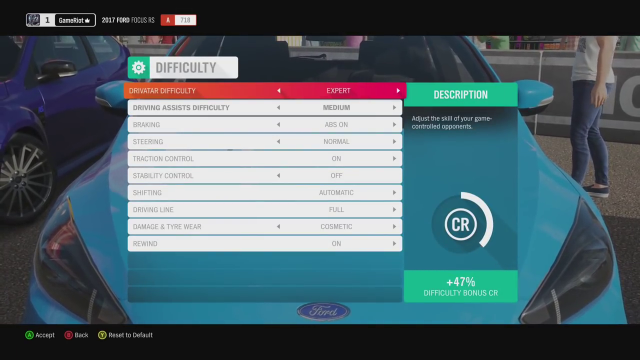 1 GameRiot 2017 FORD FOCUS RS A 718
DIFFICULTY
DRIVATAR DIFFICULTY EXPERT
DRIVING ASSISTS DIFFICULTY MEDIUM
BRAKING ABS ON
STEERING NORMAL
TRACTION CONTROL ON
STABILITY CONTROL OFF
SHIFTING AUTOMATIC
DRIVING LINE FULL
DAMAGE & TYRE WEAR COSMETIC
REWIND ON
DESCRIPTION
Adjust the skill of your game-
controlled opponents.
CR
+47%
DIFFICULTY BONUS CR
Ford
A Accept B Back Y Reset to Default